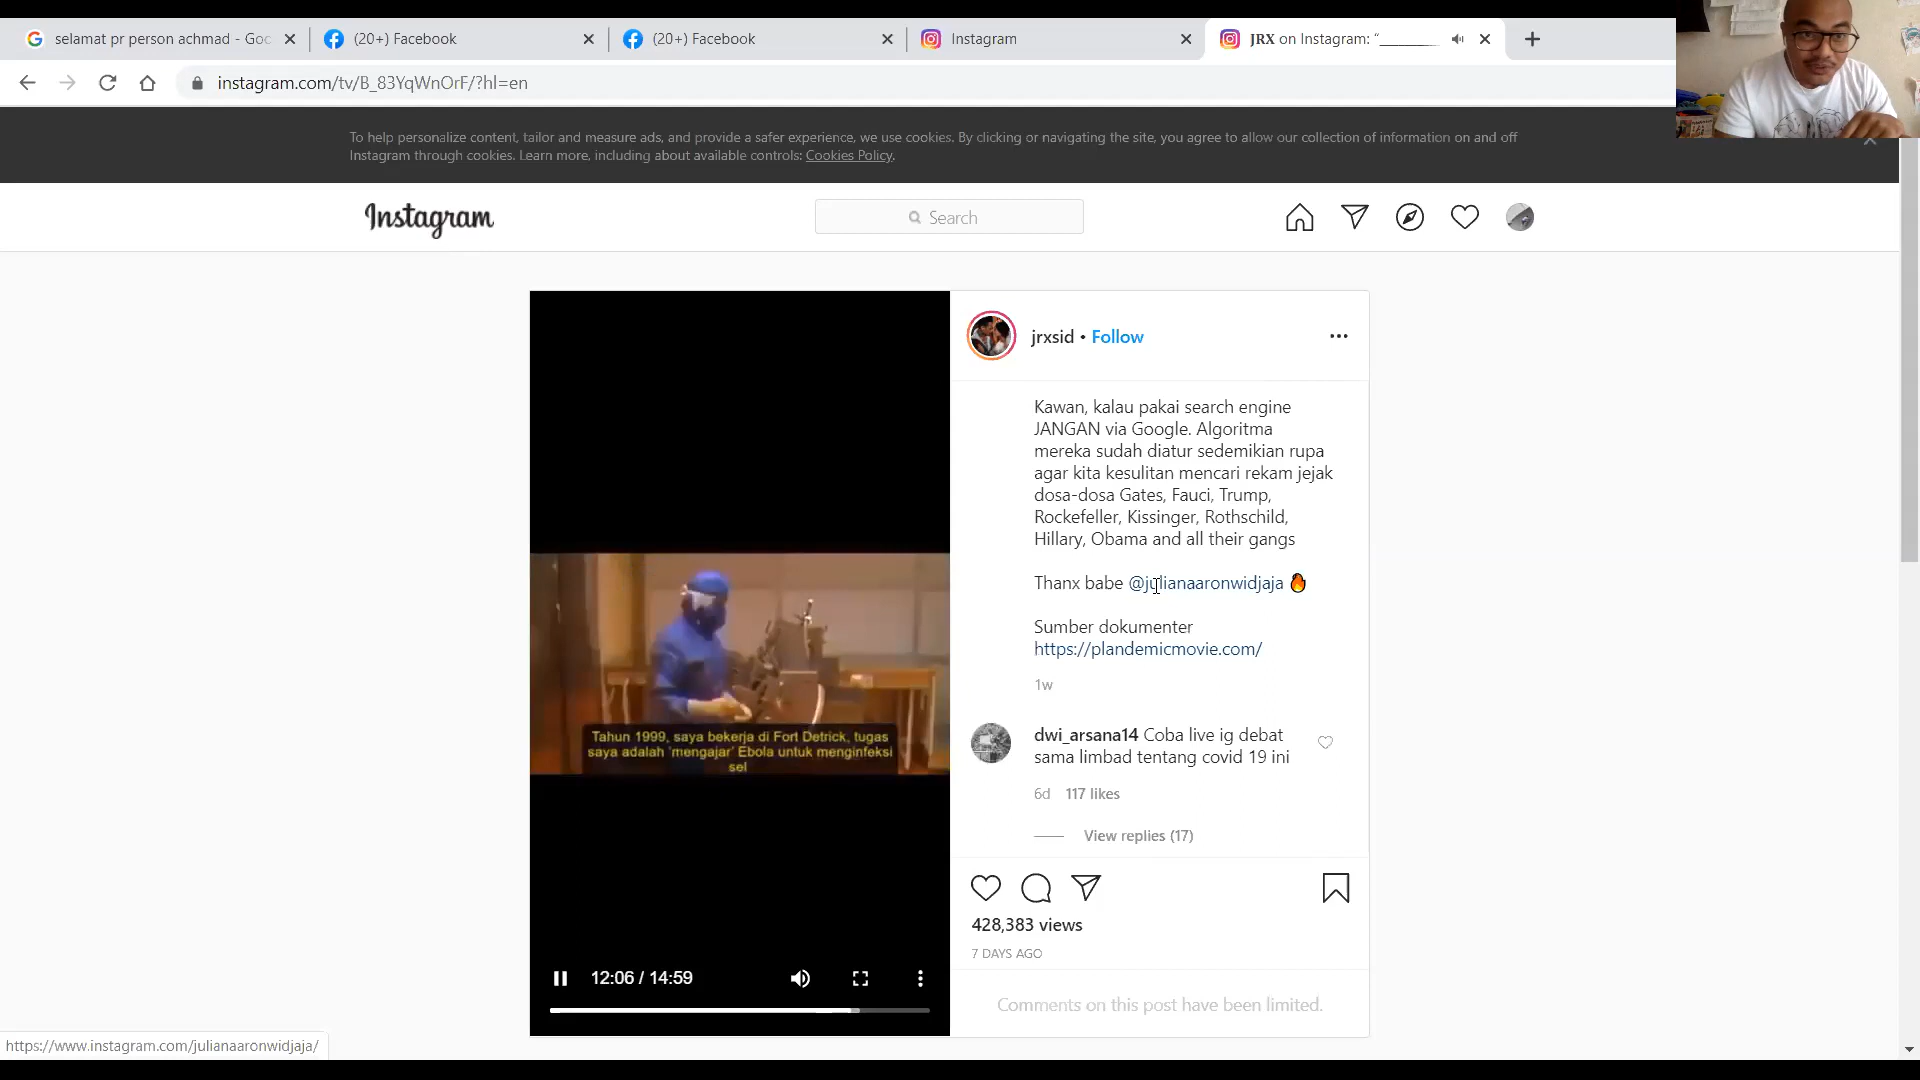 selamat pr person achmad - Goc
(20+) Facebook
(20+) Facebook
Instagram
JRX on Instagram: “________
instagram.com/tv/B_83YqWnOrF/?hl=en
To help personalize content, tailor and measure ads, and provide a safer experience, we use cookies. By clicking or navigating the site, you agree to allow our collection of information on and off
Instagram through cookies. Learn more, including about available controls: Cookies Policy.
Instagram
Search
jrxsid • Follow
Kawan, kalau pakai search engine
JANGAN via Google. Algoritma
mereka sudah diatur sedemikian rupa
agar kita kesulitan mencari rekam jejak
dosa-dosa Gates, Fauci, Trump,
Rockefeller, Kissinger, Rothschild,
Hillary, Obama and all their gangs
Thanx babe @julianaaronwidjaja 🔥
Sumber dokumenter
https://plandemicmovie.com/
1w
dwi_arsana14 Coba live ig debat
sama limbad tentang covid 19 ini
6d 117 likes
View replies (17)
428,383 views
7 DAYS AGO
Comments on this post have been limited.
Tahun 1999, saya bekerja di Fort Detrick, tugas
saya adalah 'mengajar' Ebola untuk menginfeksi
sel
12:06 / 14:59
https://www.instagram.com/julianaaronwidjaja/